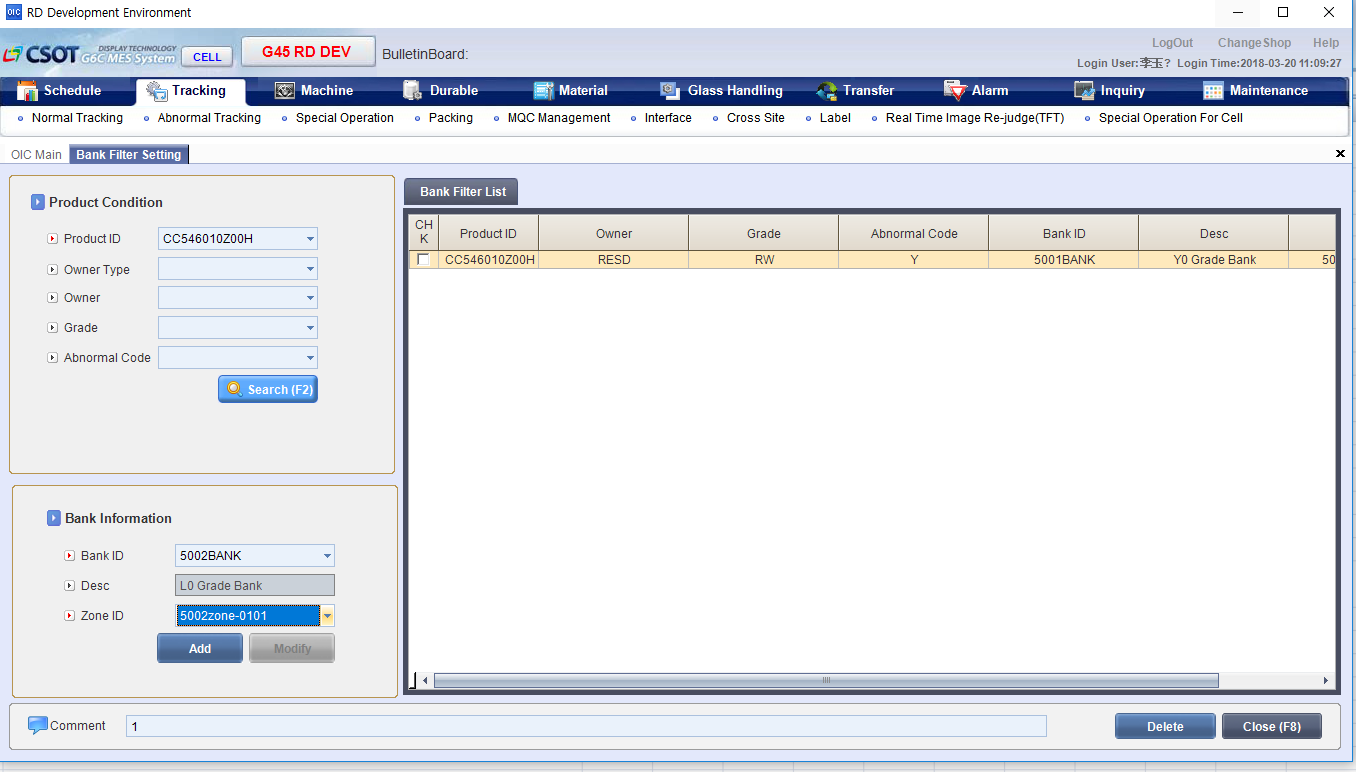 OIC RD Development Environment
CSOT DISPLAY TECHNOLOGY G6C MES System
CELL
G45 RD DEV
BulletinBoard:
LogOut ChangeShop Help
Login User:李玉? Login Time:2018-03-20 11:09:27
Schedule Tracking Machine Durable Material Glass Handling Transfer Alarm Inquiry Maintenance
Normal Tracking Abnormal Tracking Special Operation Packing MQC Management Interface Cross Site Label Real Time Image Re-judge(TFT) Special Operation For Cell
OIC Main Bank Filter Setting
Product Condition
Product ID CC546010Z00H
Owner Type
Owner
Grade
Abnormal Code
Search (F2)
Bank Information
Bank ID 5002BANK
Desc L0 Grade Bank
Zone ID 5002zone-0101
Add Modify
Bank Filter List
CHK Product ID Owner Grade Abnormal Code Bank ID Desc
CC546010Z00H RESD RW Y 5001BANK Y0 Grade Bank 50
Comment 1
Delete Close (F8)